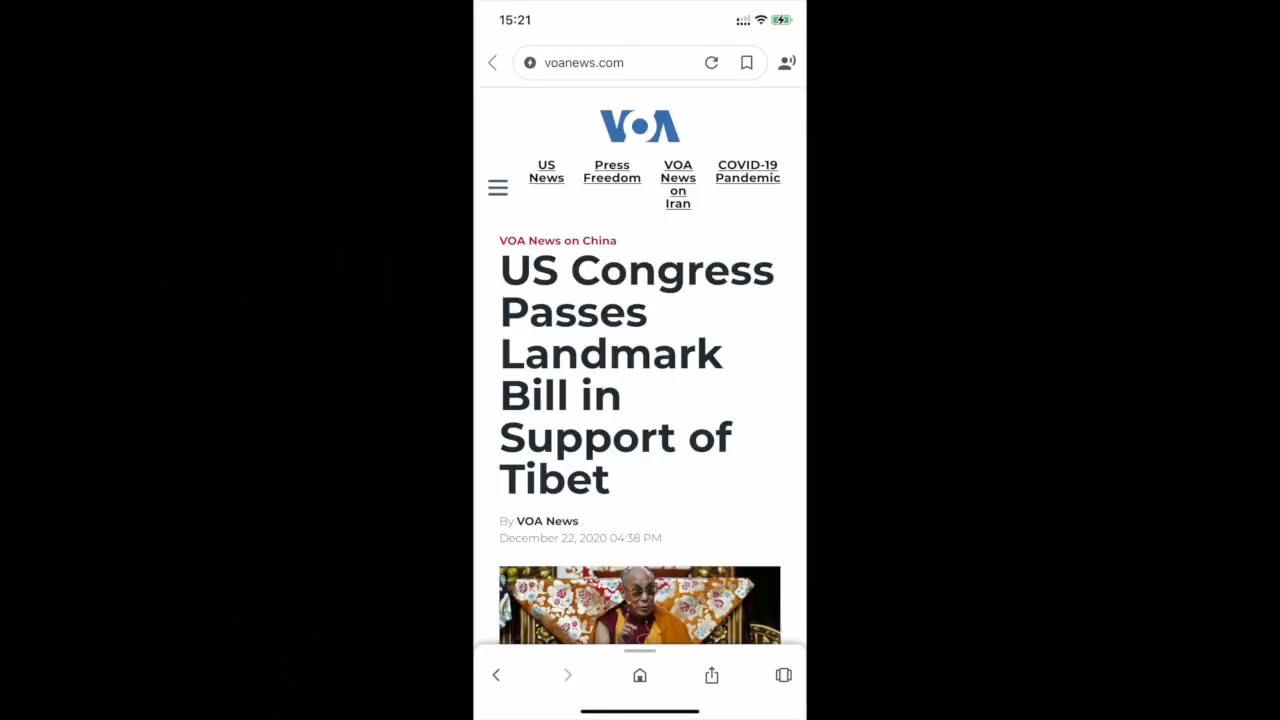 15:21
voanews.com
VOA
US News
Press Freedom
VOA News on Iran
COVID-19 Pandemic
VOA News on China
US Congress
Passes
Landmark
Bill in
Support of
Tibet
By VOA News
December 22, 2020 04:38 PM